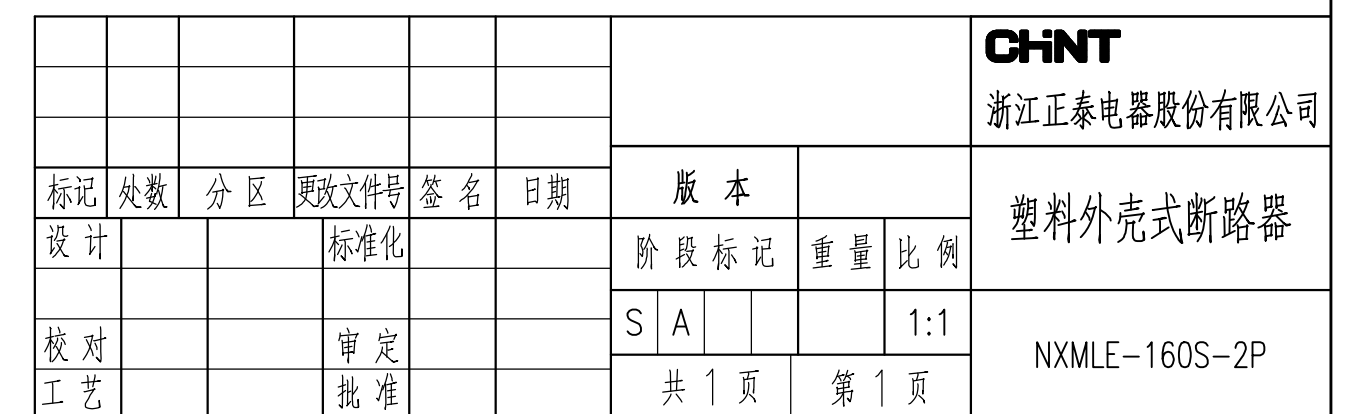 CHiNT
浙江正泰电器股份有限公司
标记 处数 分区 更改文件号 签名 日期
版本
塑料外壳式断路器
设计 标准化
阶段标记 重量 比例
S A 1:1
校对 审定
NXMLE-160S-2P
工艺 批准
共1页 第1页